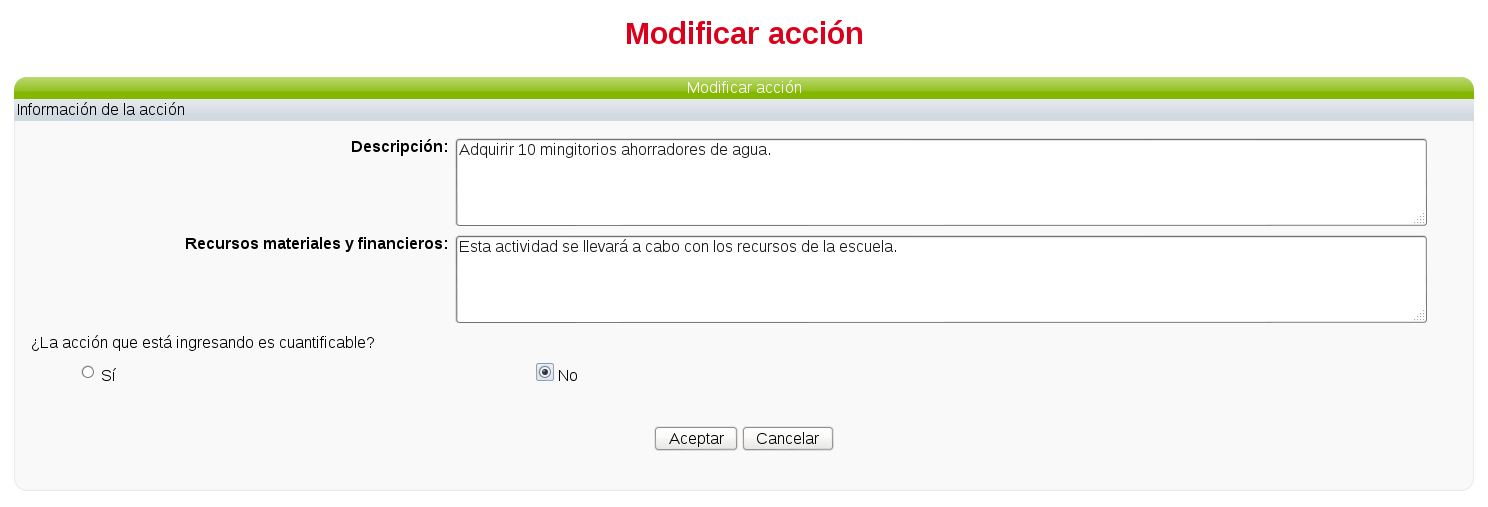 Modificar acción
Modificar acción
Información de la acción
Descripción: Adquirir 10 mingitorios ahorradores de agua.
Recursos materiales y financieros: Esta actividad se llevará a cabo con los recursos de la escuela.
¿La acción que está ingresando es cuantificable?
Sí No
Aceptar Cancelar